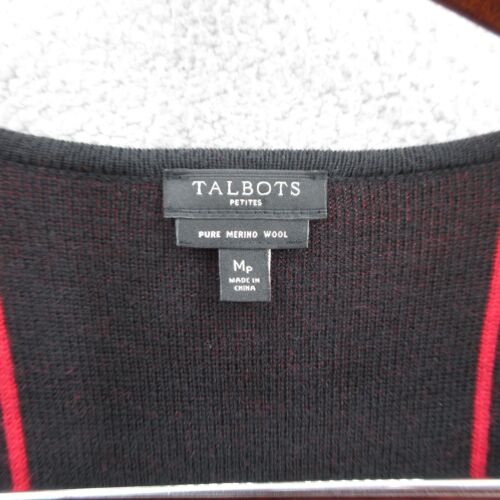 TALBOTS
PETITES
PURE MERINO WOOL
MP
MADE IN
CHINA